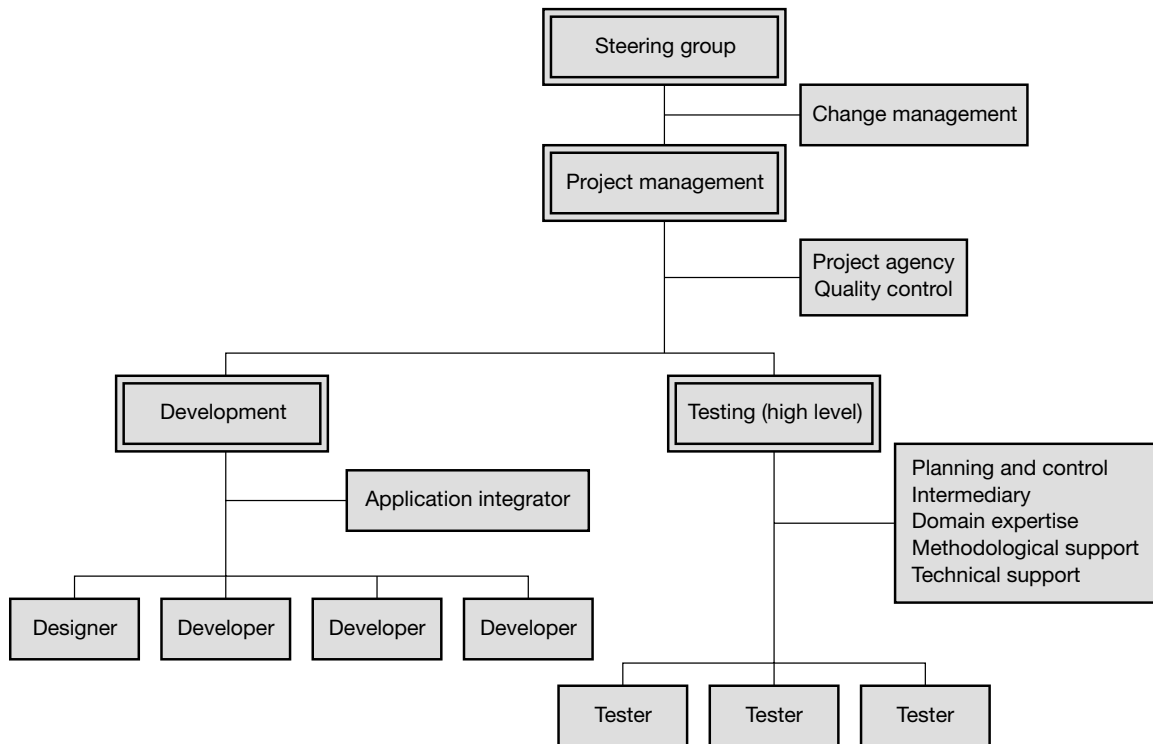 Steering group
Change management
Project management
Project agency
Quality control
Development
Testing (high level)
Application integrator
Planning and control
Intermediary
Domain expertise
Methodological support
Technical support
Designer
Developer
Developer
Developer
Tester
Tester
Tester